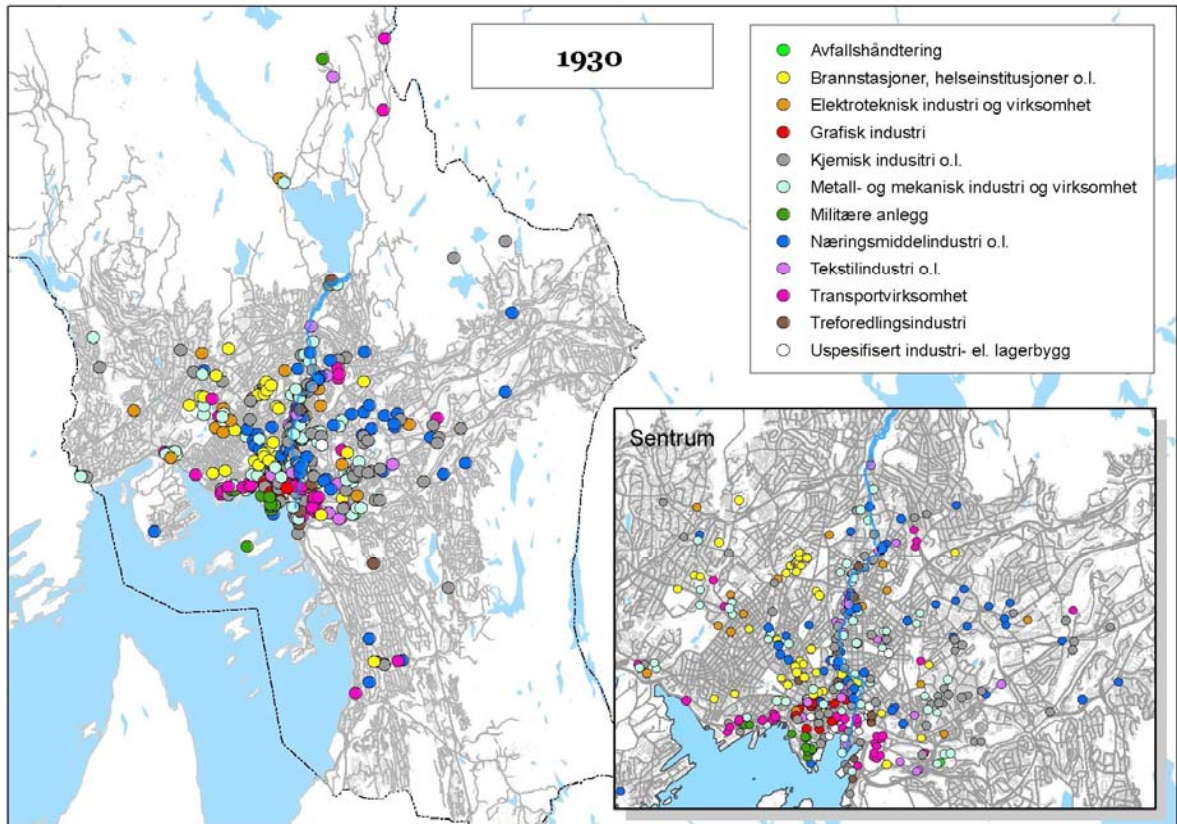 1930
Avfallshåndtering
Brannstasjoner, helseinstitusjoner o.l.
Elektroteknisk industri og virksomhet
Grafisk industri
Kjemisk indusitri o.l.
Metall- og mekanisk industri og virksomhet
Militære anlegg
Næringsmiddelindustri o.l.
Tekstilindustri o.l.
Transportvirksomhet
Treforedlingsindustri
Uspesifisert industri- el. lagerbygg
Sentrum